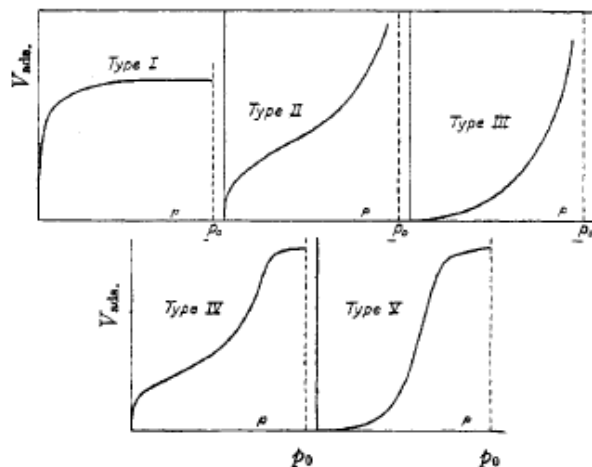 V_ads.
Type I
Type II
Type III
p p p
p₀ p₀ p₀
V_ads.
Type IV
Type V
p p
p₀ p₀